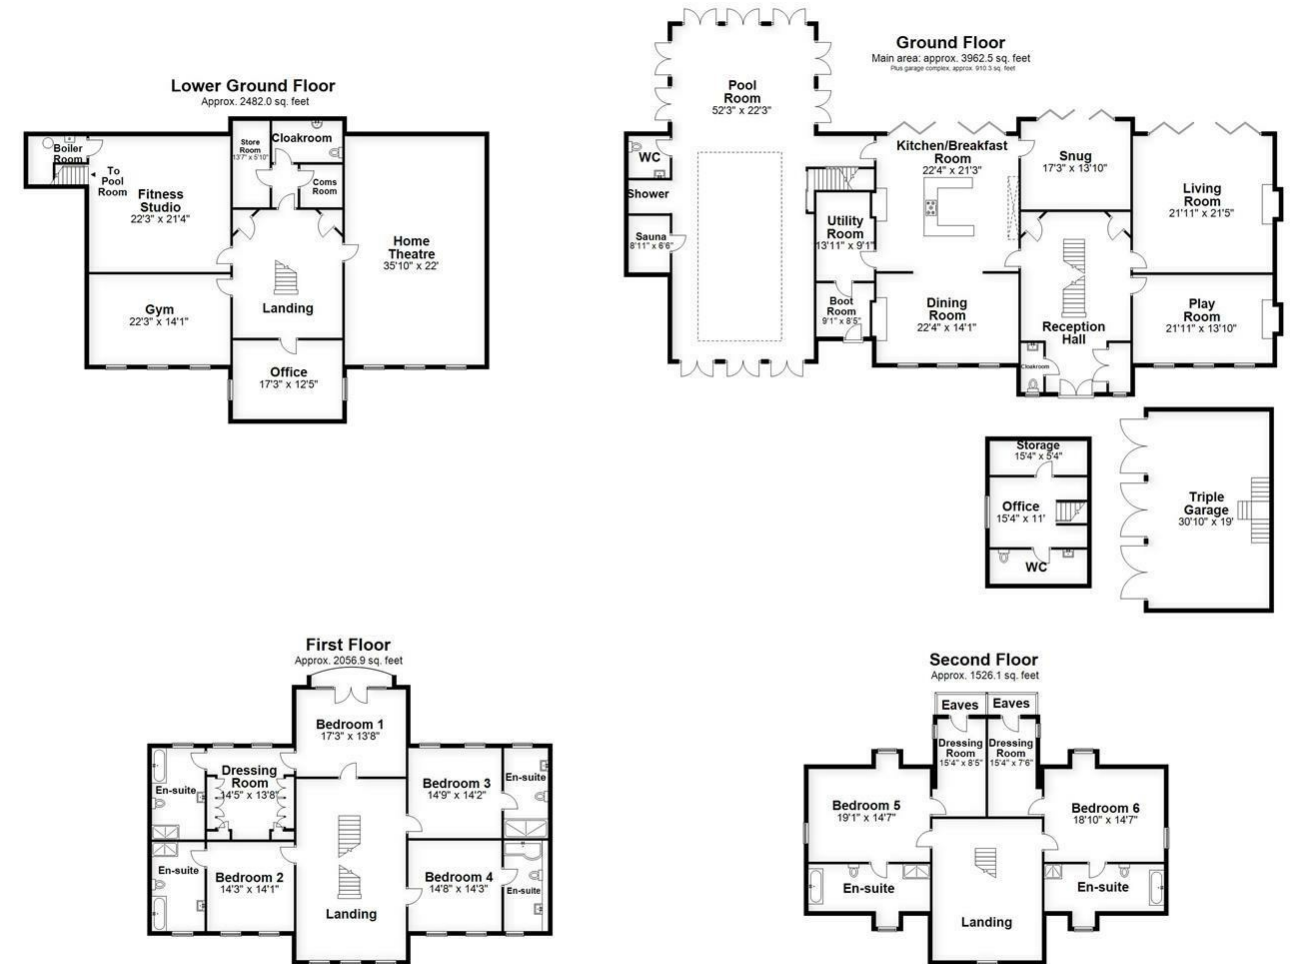 Lower Ground Floor
Approx. 2482.0 sq. feet
Boiler
Room
To
Pool
Room
Fitness
Studio
22'3" x 21'4"
Store
Room
13'7" x 5'10"
Cloakroom
Coms
Room
Home
Theatre
35'10" x 22'
Gym
22'3" x 14'1"
Landing
Office
17'3" x 12'5"
Ground Floor
Main area: approx. 3962.5 sq. feet
Plus garage complex, approx. 910.3 sq. feet
Pool
Room
52'3" x 22'3"
WC
Shower
Sauna
8'11" x 6'6"
Kitchen/Breakfast
Room
22'4" x 21'3"
Snug
17'3" x 13'10"
Living
Room
21'11" x 21'5"
Utility
Room
13'11" x 9'1"
Boot
Room
9'1" x 8'5"
Dining
Room
22'4" x 14'1"
Reception
Hall
Cloakroom
Play
Room
21'11" x 13'10"
Storage
15'4" x 5'4"
Office
15'4" x 11'
WC
Triple
Garage
30'10" x 19'
First Floor
Approx. 2056.9 sq. feet
Bedroom 1
17'3" x 13'8"
En-suite
Dressing
Room
14'5" x 13'8"
Bedroom 3
14'9" x 14'2"
En-suite
En-suite
Bedroom 2
14'3" x 14'1"
Landing
Bedroom 4
14'8" x 14'3"
En-suite
Second Floor
Approx. 1526.1 sq. feet
Eaves
Eaves
Dressing
Room
15'4" x 8'5"
Dressing
Room
15'4" x 7'6"
Bedroom 5
19'1" x 14'7"
Bedroom 6
18'10" x 14'7"
En-suite
En-suite
Landing